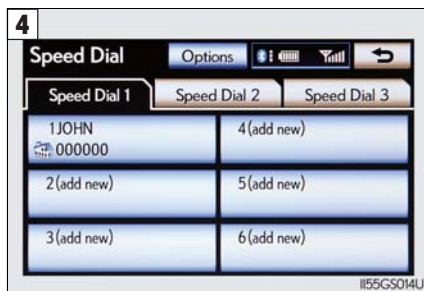 4
Speed Dial Options
Speed Dial 1 Speed Dial 2 Speed Dial 3
1JOHN 4(add new)
000000
2(add new) 5(add new)
3(add new) 6(add new)
II55GS014U